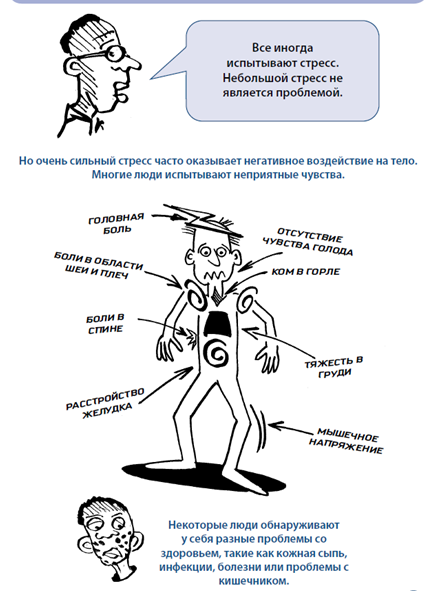 Все иногда
испытывают стресс.
Небольшой стресс не
является проблемой.
Но очень сильный стресс часто оказывает негативное воздействие на тело.
Многие люди испытывают неприятные чувства.
ГОЛОВНАЯ
БОЛЬ
ОТСУТСТВИЕ
ЧУВСТВА ГОЛОДА
БОЛИ В ОБЛАСТИ
ШЕИ И ПЛЕЧ
КОМ В ГОРЛЕ
БОЛИ В
СПИНЕ
ТЯЖЕСТЬ В
ГРУДИ
РАССТРОЙСТВО
ЖЕЛУДКА
МЫШЕЧНОЕ
НАПРЯЖЕНИЕ
Некоторые люди обнаруживают
у себя разные проблемы со
здоровьем, такие как кожная сыпь,
инфекции, болезни или проблемы с
кишечником.